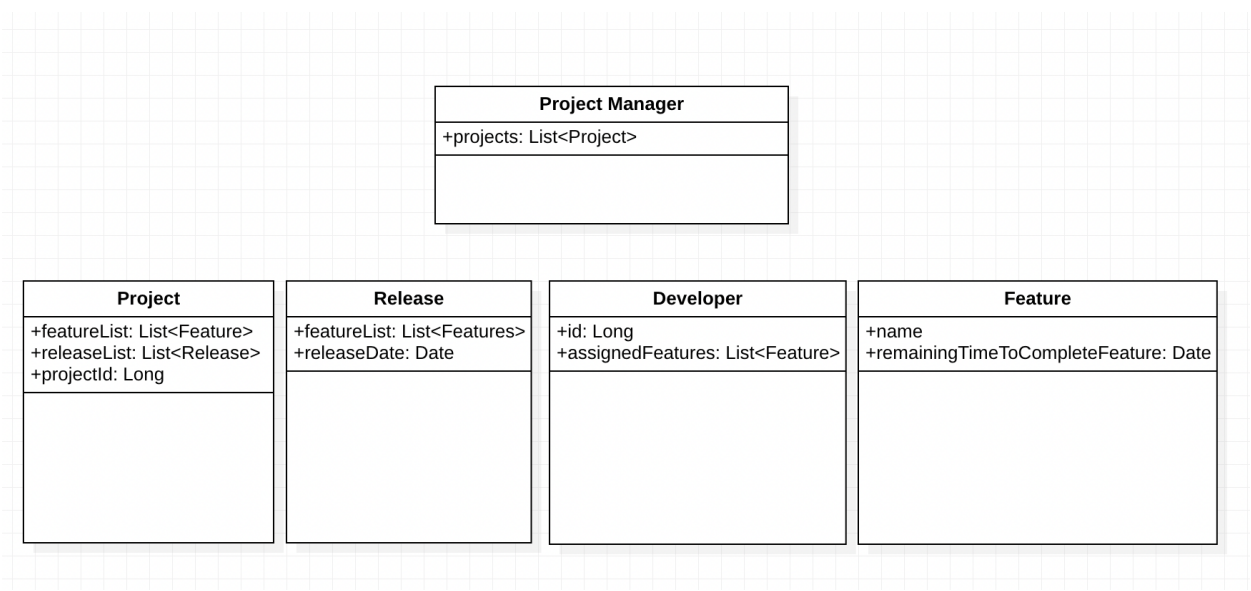 Project Manager
+projects: List<Project>
Project
+featureList: List<Feature>
+releaseList: List<Release>
+projectId: Long
Release
+featureList: List<Features>
+releaseDate: Date
Developer
+id: Long
+assignedFeatures: List<Feature>
Feature
+name
+remainingTimeToCompleteFeature: Date